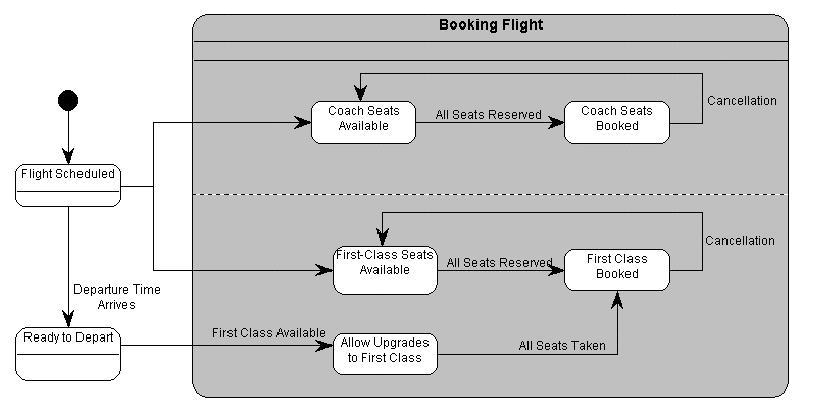 Booking Flight
Coach Seats
Available
All Seats Reserved
Coach Seats
Booked
Cancellation
Flight Scheduled
First-Class Seats
Available
All Seats Reserved
First Class
Booked
Cancellation
Departure Time
Arrives
Ready to Depart
First Class Available
Allow Upgrades
to First Class
All Seats Taken